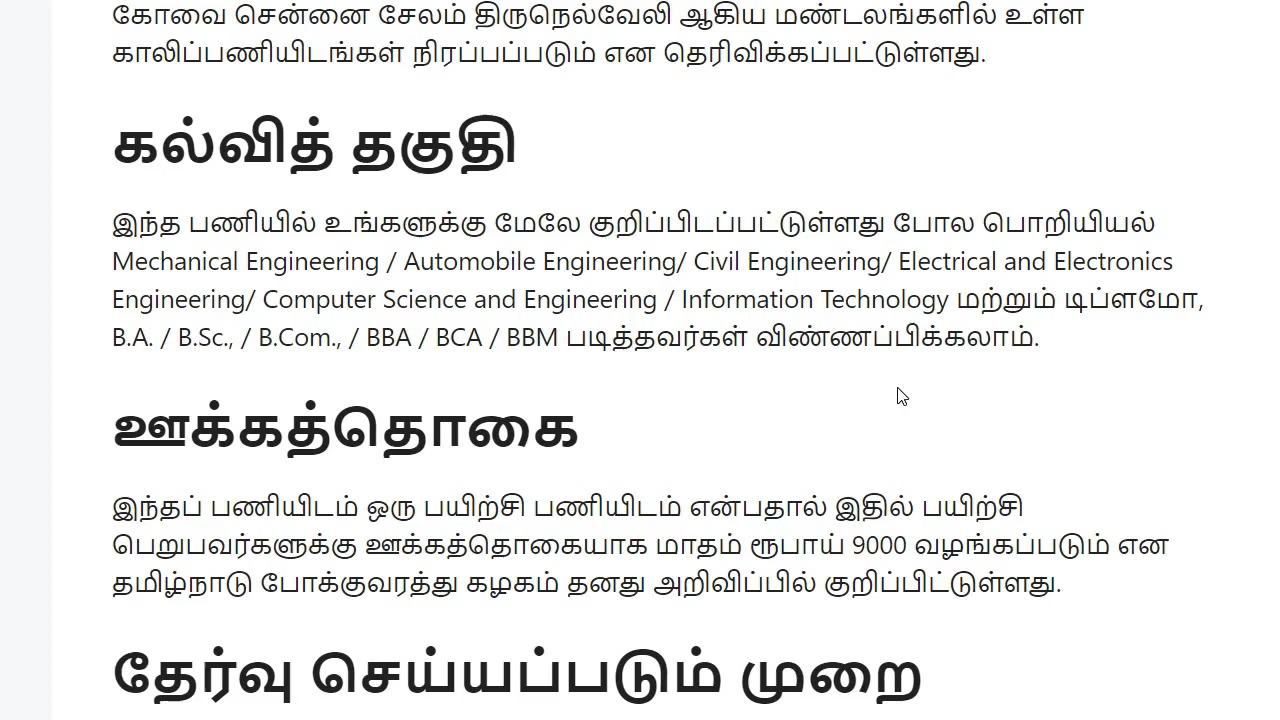 கோவை சென்னை சேலம் திருநெல்வேலி ஆகிய மண்டலங்களில் உள்ள
காலிப்பணியிடங்கள் நிரப்பப்படும் என தெரிவிக்கப்பட்டுள்ளது.
கல்வித் தகுதி
இந்த பணியில் உங்களுக்கு மேலே குறிப்பிடப்பட்டுள்ளது போல பொறியியல்
Mechanical Engineering / Automobile Engineering/ Civil Engineering/ Electrical and Electronics
Engineering/ Computer Science and Engineering / Information Technology மற்றும் டிப்ளமோ,
B.A. / B.Sc., / B.Com., / BBA / BCA / BBM படித்தவர்கள் விண்ணப்பிக்கலாம்.
ஊக்கத்தொகை
இந்தப் பணியிடம் ஒரு பயிற்சி பணியிடம் என்பதால் இதில் பயிற்சி
பெறுபவர்களுக்கு ஊக்கத்தொகையாக மாதம் ரூபாய் 9000 வழங்கப்படும் என
தமிழ்நாடு போக்குவரத்து கழகம் தனது அறிவிப்பில் குறிப்பிட்டுள்ளது.
தேர்வு செய்யப்படும் முறை